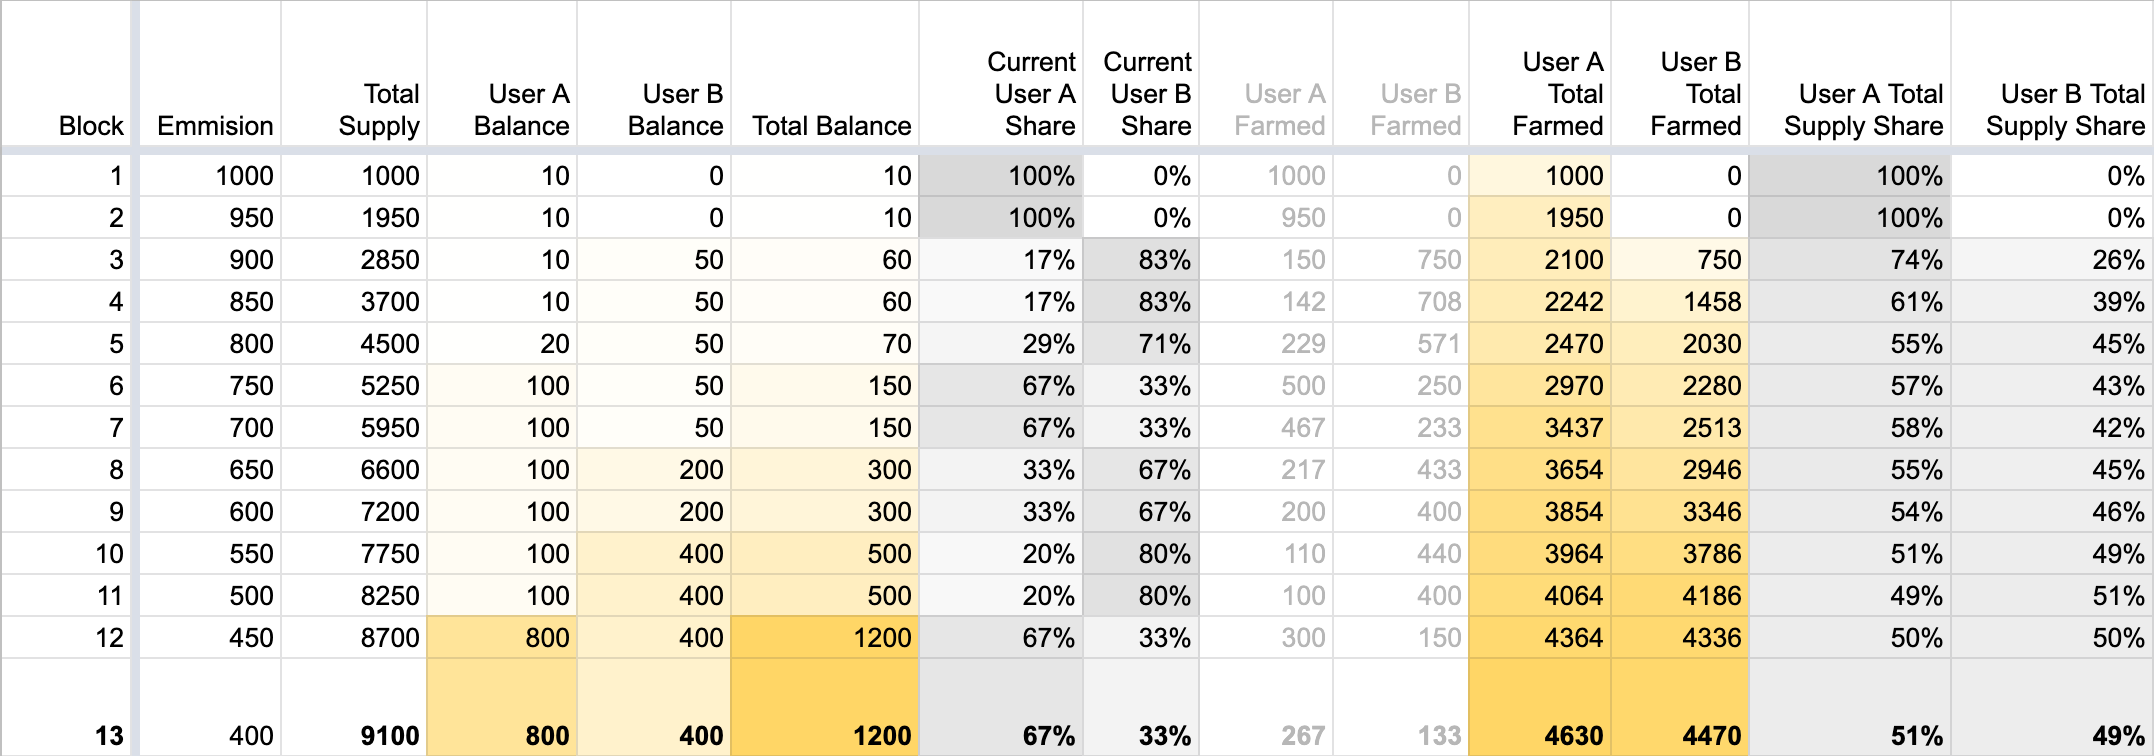 Block Emmision Total Supply User A Balance User B Balance Total Balance Current User A Share Current User B Share User A Farmed User B Farmed User A Total Farmed User B Total Farmed User A Total Supply Share User B Total Supply Share
1 1000 1000 10 0 10 100% 0% 1000 0 1000 0 100% 0%
2 950 1950 10 0 10 100% 0% 950 0 1950 0 100% 0%
3 900 2850 10 50 60 17% 83% 150 750 2100 750 74% 26%
4 850 3700 10 50 60 17% 83% 142 708 2242 1458 61% 39%
5 800 4500 20 50 70 29% 71% 229 571 2470 2030 55% 45%
6 750 5250 100 50 150 67% 33% 500 250 2970 2280 57% 43%
7 700 5950 100 50 150 67% 33% 467 233 3437 2513 58% 42%
8 650 6600 100 200 300 33% 67% 217 433 3654 2946 55% 45%
9 600 7200 100 200 300 33% 67% 200 400 3854 3346 54% 46%
10 550 7750 100 400 500 20% 80% 110 440 3964 3786 51% 49%
11 500 8250 100 400 500 20% 80% 100 400 4064 4186 49% 51%
12 450 8700 800 400 1200 67% 33% 300 150 4364 4336 50% 50%
13 400 9100 800 400 1200 67% 33% 267 133 4630 4470 51% 49%